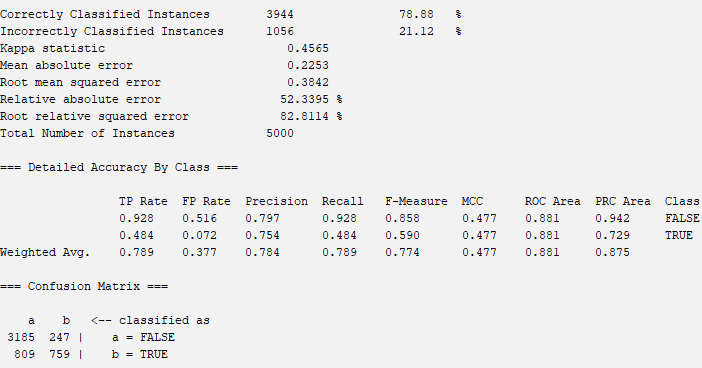 Correctly Classified Instances        3944               78.88   %
Incorrectly Classified Instances      1056               21.12   %
Kappa statistic                          0.4565
Mean absolute error                      0.2253
Root mean squared error                  0.3842
Relative absolute error                 52.3395 %
Root relative squared error             82.8114 %
Total Number of Instances             5000
=== Detailed Accuracy By Class ===
                 TP Rate  FP Rate  Precision  Recall   F-Measure  MCC      ROC Area  PRC Area  Class
                 0.928    0.516    0.797      0.928    0.858      0.477    0.881     0.942     FALSE
                 0.484    0.072    0.754      0.484    0.590      0.477    0.881     0.729     TRUE
Weighted Avg.    0.789    0.377    0.784      0.789    0.774      0.477    0.881     0.875
=== Confusion Matrix ===
    a    b   <-- classified as
 3185  247 |    a = FALSE
  809  759 |    b = TRUE